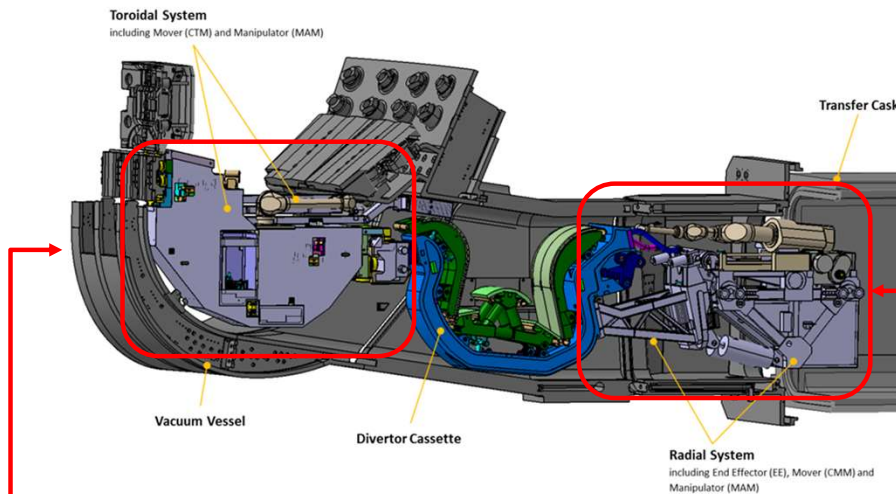 Toroidal System
including Mover (CTM) and Manipulator (MAM)
Transfer Cask
Vacuum Vessel
Divertor Cassette
Radial System
including End Effector (EE), Mover (CMM) and
Manipulator (MAM)